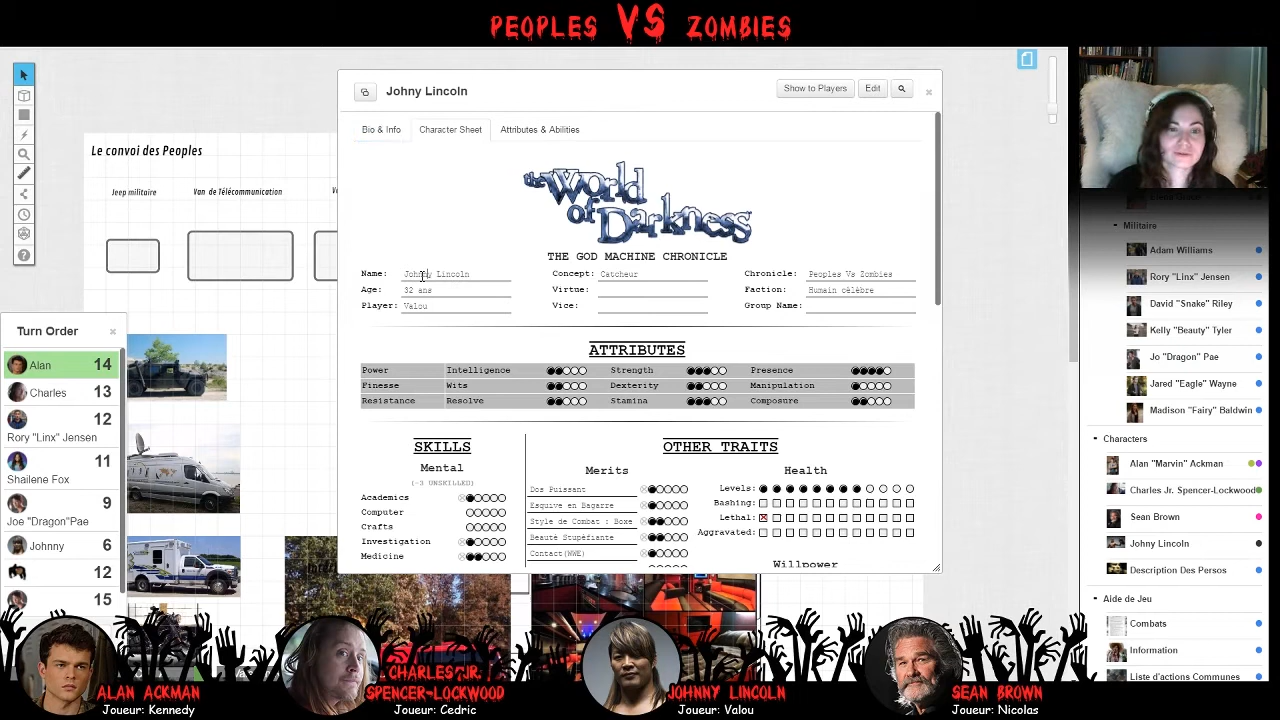 PEOPLES VS ZOMBIES
Johny Lincoln
Show to Players
Edit
Bio & Info
Character Sheet
Attributes & Abilities
Le convoi des Peoples
Jeep militaire
Van de Télécommunication
the World of Darkness
THE GOD MACHINE CHRONICLE
Name: Johnny Lincoln
Concept: Catcheur
Chronicle: Peoples Vs Zombies
Age: 32 ans
Virtue:
Faction: Humain célèbre
Player: Valou
Vice:
Group Name:
ATTRIBUTES
Power Intelligence Strength Presence
Finesse Wits Dexterity Manipulation
Resistance Resolve Stamina Composure
SKILLS
Mental
(-3 UNSKILLED)
Academics
Computer
Crafts
Investigation
Medicine
OTHER TRAITS
Merits
Dos Puissant
Esquive en Bagarre
Style de Combat : Boxe
Beauté Stupéfiante
Contact(WWE)
Health
Levels:
Bashing:
Lethal:
Aggravated:
Willpower
Turn Order
Alan 14
Charles 13
12
Rory "Linx" Jensen
11
Shailene Fox
9
Joe "Dragon"Pae
Johnny 6
12
15
Militaire
Adam Williams
Rory "Linx" Jensen
David "Snake" Riley
Kelly "Beauty" Tyler
Jo "Dragon" Pae
Jared "Eagle" Wayne
Madison "Fairy" Baldwin
Characters
Alan "Marvin" Ackman
Charles Jr. Spencer-Lockwood
Sean Brown
Johny Lincoln
Description Des Persos
Aide de Jeu
Combats
Information
Liste d'actions Communes
ALAN ACKMAN
Joueur: Kennedy
CHARLES JR.
SPENCER-LOCKWOOD
Joueur: Cedric
JOHNNY LINCOLN
Joueur: Valou
SEAN BROWN
Joueur: Nicolas